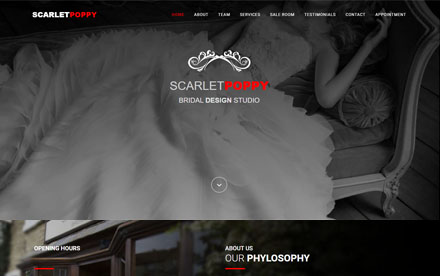 SCARLETPOPPY
HOME ABOUT TEAM SERVICES SALE ROOM TESTIMONIALS CONTACT APPOINTMENT
SCARLETPOPPY
BRIDAL DESIGN STUDIO
OPENING HOURS
ABOUT US
OUR PHYLOSOPHY